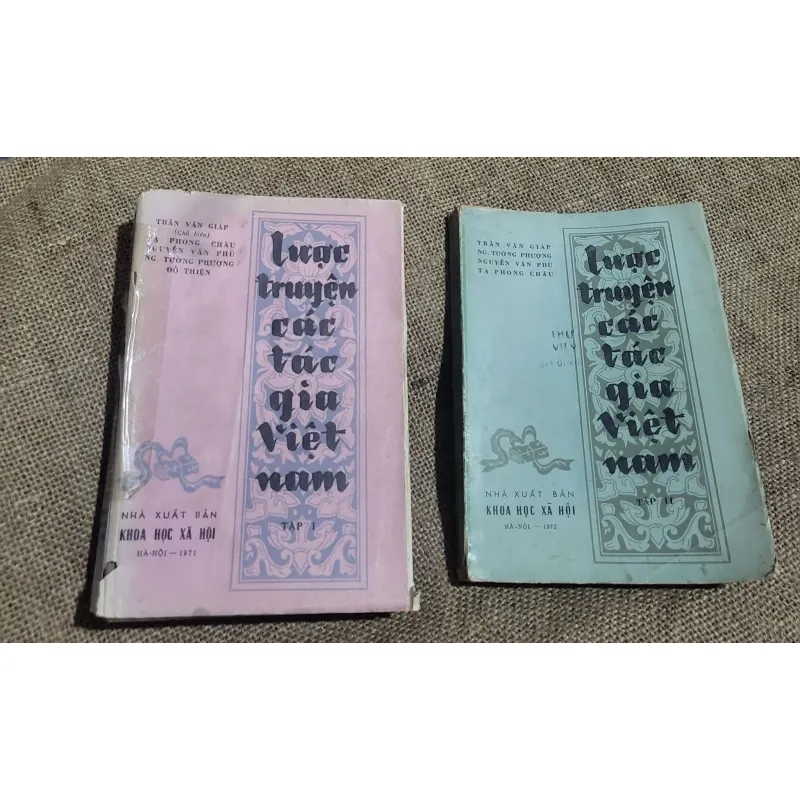 TRẦN VĂN GIÁP
(Chủ biên)
TẠ PHONG CHÂU
NGUYỄN VĂN PHÚ
NG. TƯỜNG PHƯỢNG
ĐỖ THIỆN
lược
truyện
các
tác
gia
Việt
nam
TẬP I
NHÀ XUẤT BẢN
KHOA HỌC XÃ HỘI
HÀ-NỘI — 1971
TRẦN VĂN GIÁP
NG. TƯỜNG PHƯỢNG
NGUYỄN VĂN PHÚ
TẠ PHONG CHÂU
lược
truyện
các
tác
gia
Việt
nam
TẬP II
THƯ
VIỆN
NHÀ XUẤT BẢN
KHOA HỌC XÃ HỘI
HÀ-NỘI — 1972